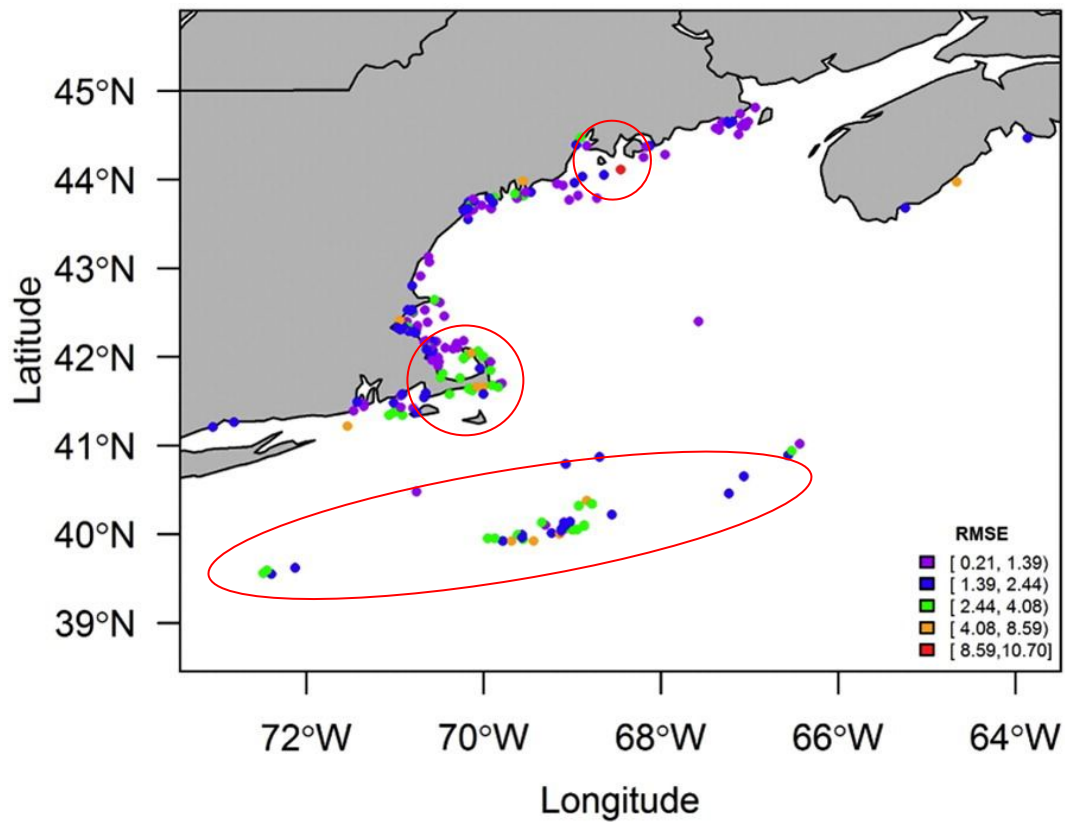 45°N
44°N
43°N
42°N
41°N
40°N
39°N
Latitude
RMSE
[ 0.21, 1.39)
[ 1.39, 2.44)
[ 2.44, 4.08)
[ 4.08, 8.59)
[ 8.59,10.70]
72°W 70°W 68°W 66°W 64°W
Longitude